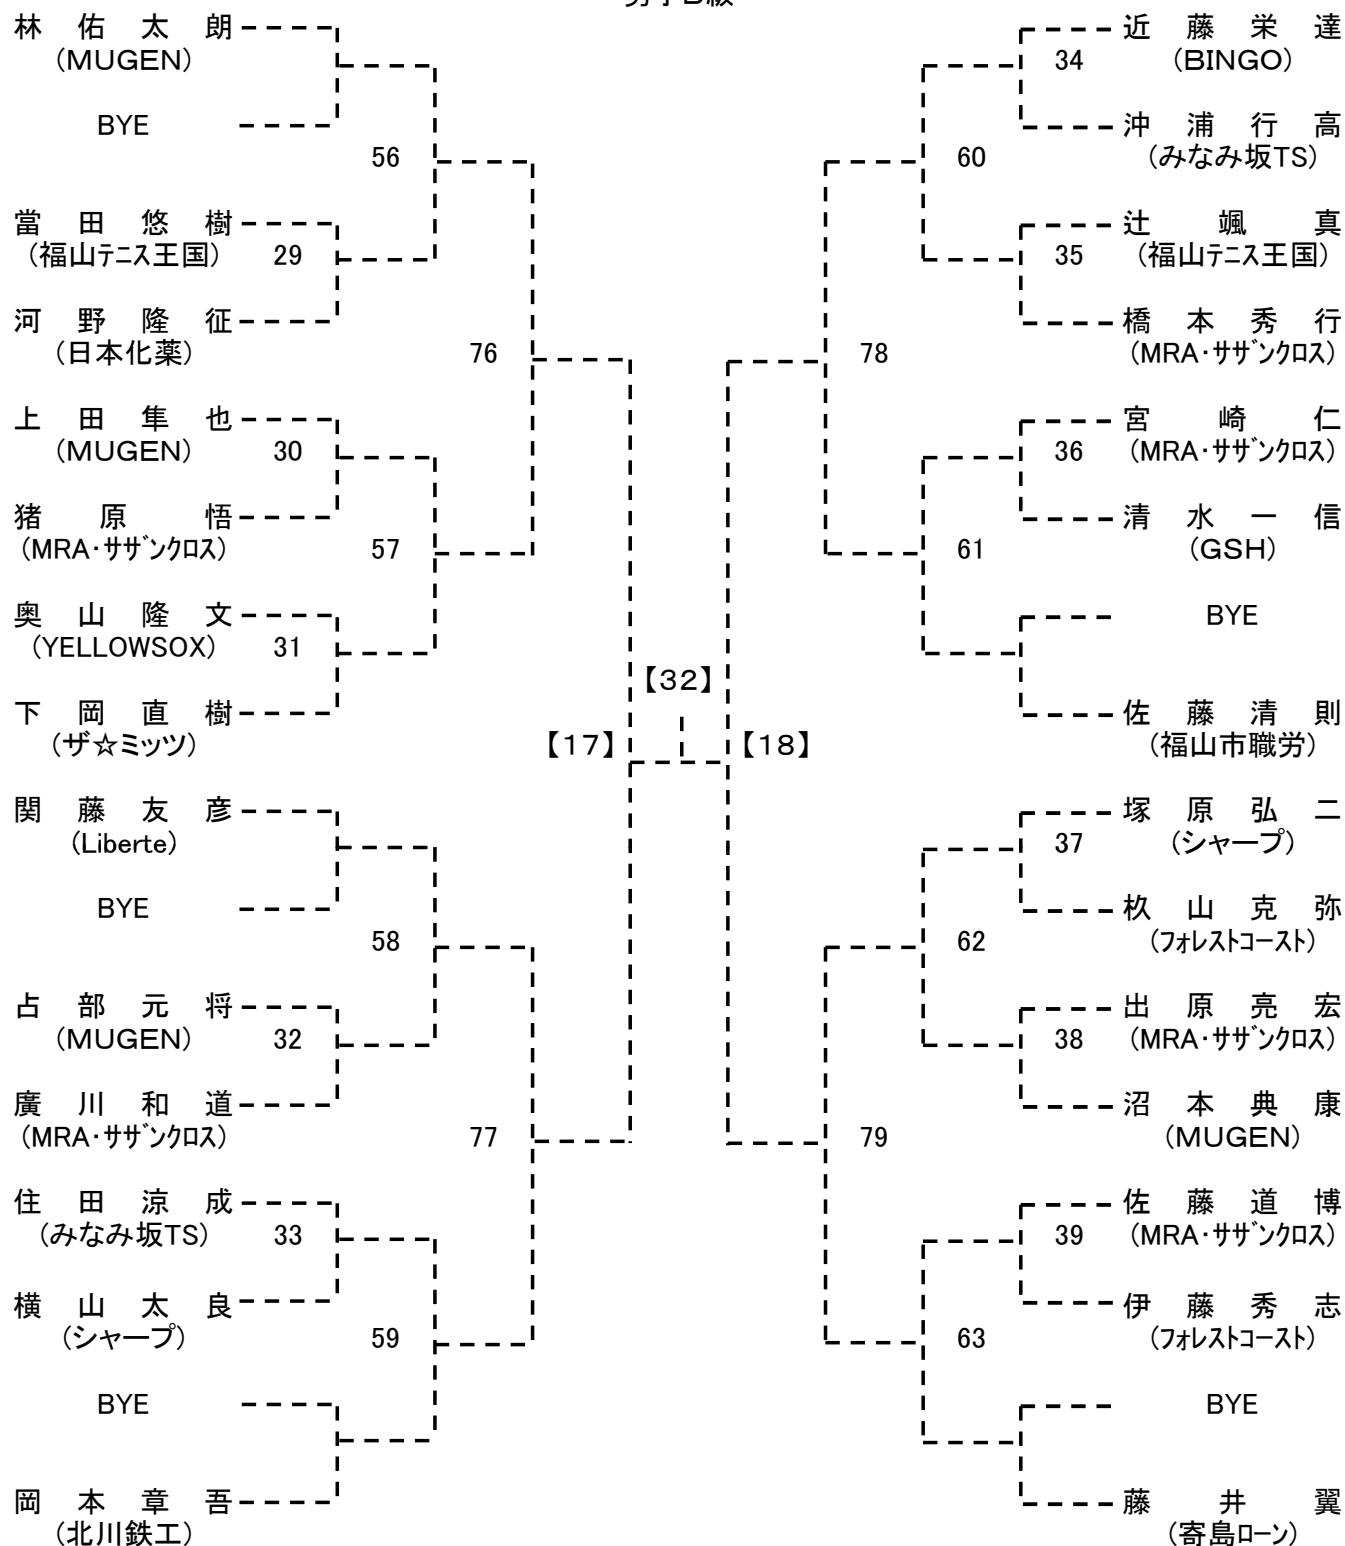 林佑太朗
(MUGEN)
BYE
56
當田悠樹
(福山ﾃﾆｽ王国)
29
河野隆征
(日本化薬)
76
上田隼也
(MUGEN)
30
猪原悟
(MRA・ｻｻﾞﾝｸﾛｽ)
57
奥山隆文
(YELLOWSOX)
31
下岡直樹
(ザ☆ミッツ)
【17】
関藤友彦
(Liberte)
BYE
58
占部元将
(MUGEN)
32
廣川和道
(MRA・ｻｻﾞﾝｸﾛｽ)
77
住田涼成
(みなみ坂TS)
33
横山太良
(シャープ)
59
BYE
岡本章吾
(北川鉄工)
【32】
近藤栄達
34
(BINGO)
沖浦行高
(みなみ坂TS)
60
辻颯真
35
(福山ﾃﾆｽ王国)
橋本秀行
(MRA・ｻｻﾞﾝｸﾛｽ)
78
宮崎仁
36
(MRA・ｻｻﾞﾝｸﾛｽ)
清水一信
(GSH)
61
BYE
佐藤清則
(福山市職労)
【18】
塚原弘二
37
(シャープ)
杦山克弥
(ﾌｫﾚｽﾄｺｰｽﾄ)
62
出原亮宏
38
(MRA・ｻｻﾞﾝｸﾛｽ)
沼本典康
(MUGEN)
79
佐藤道博
39
(MRA・ｻｻﾞﾝｸﾛｽ)
伊藤秀志
(ﾌｫﾚｽﾄｺｰｽﾄ)
63
BYE
藤井翼
(寄島ﾛｰﾝ)